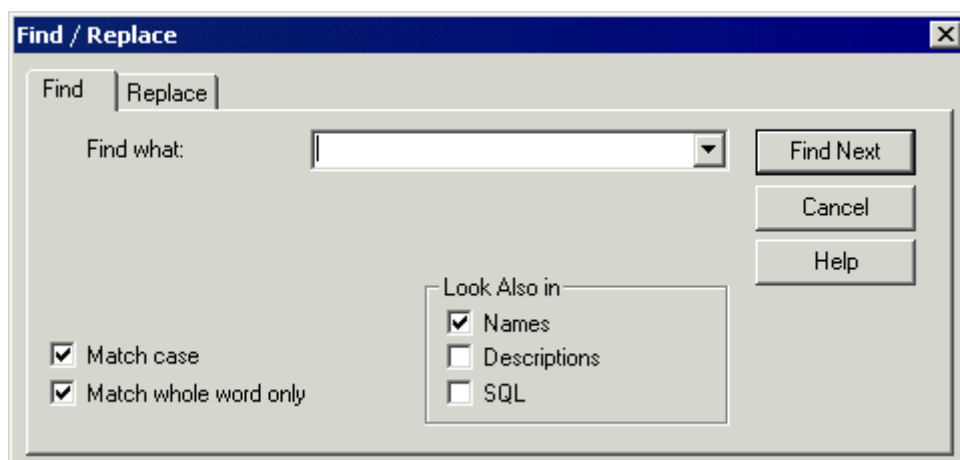 Find / Replace
Find
Replace
Find what:
Find Next
Cancel
Help
Look Also in
Names
Descriptions
SQL
Match case
Match whole word only